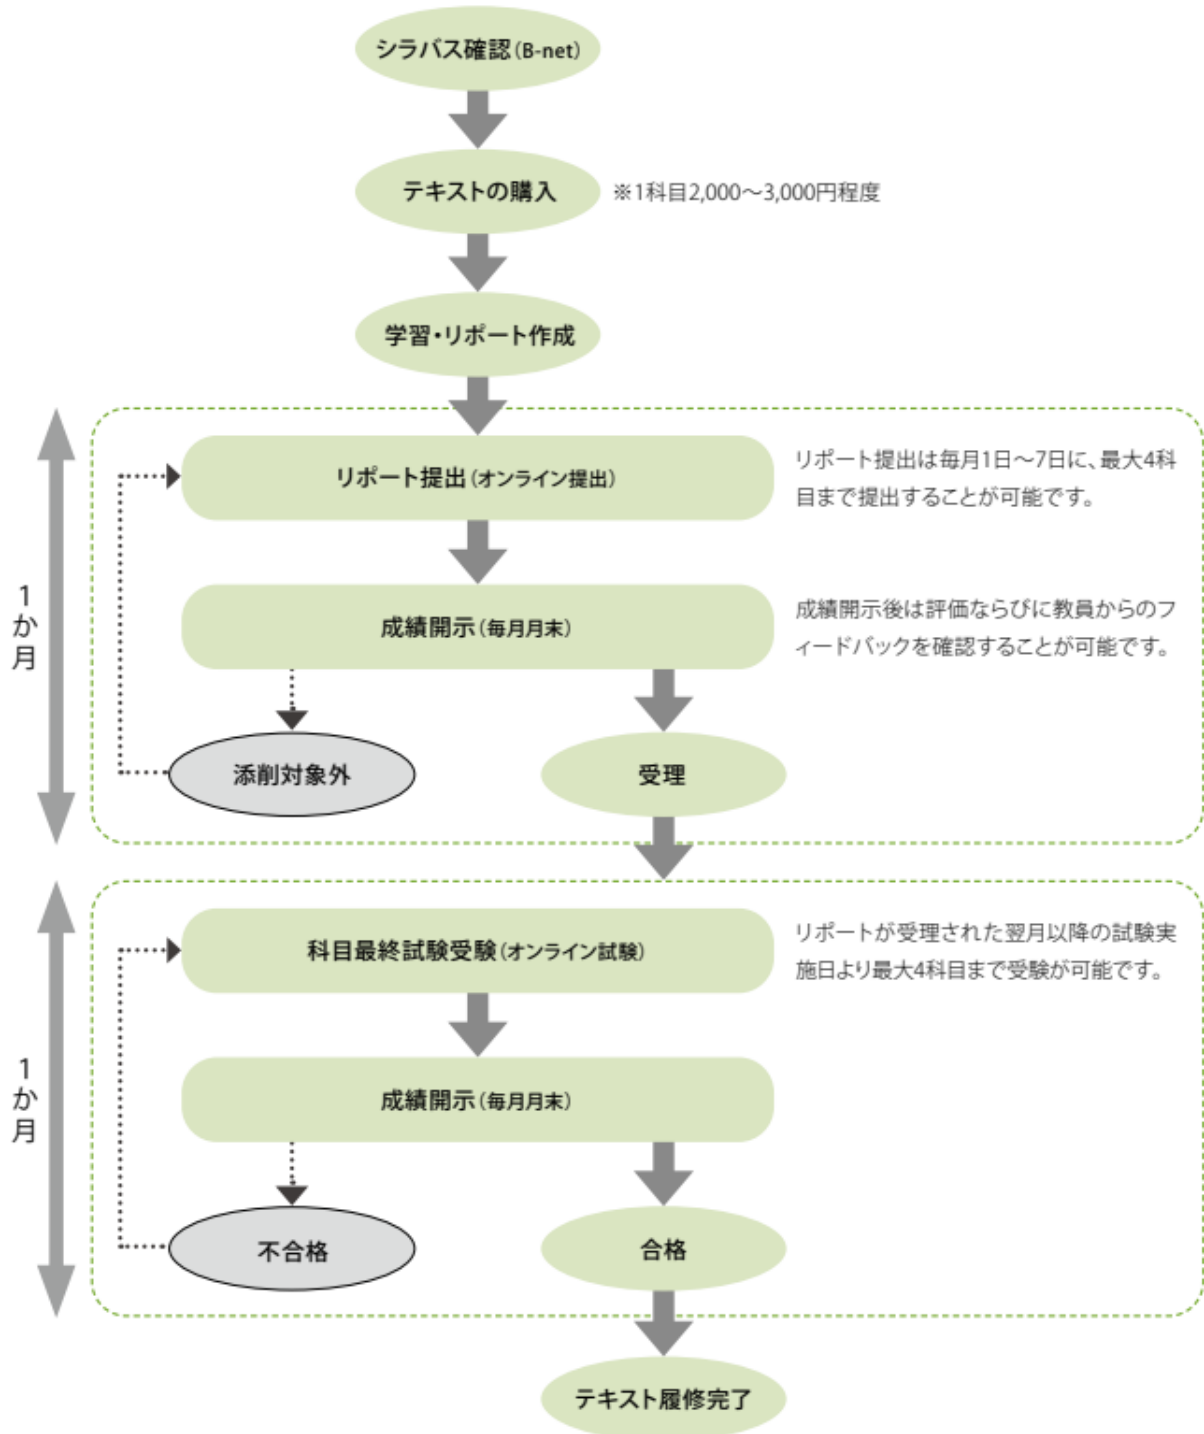 シラバス確認(B-net)
テキストの購入
※1科目2,000〜3,000円程度
学習・リポート作成
1か月
リポート提出(オンライン提出)
リポート提出は毎月1日〜7日に、最大4科
目まで提出することが可能です。
成績開示(毎月月末)
成績開示後は評価ならびに教員からのフ
ィードバックを確認することが可能です。
添削対象外
受理
1か月
科目最終試験受験(オンライン試験)
リポートが受理された翌月以降の試験実
施日より最大4科目まで受験が可能です。
成績開示(毎月月末)
不合格
合格
テキスト履修完了